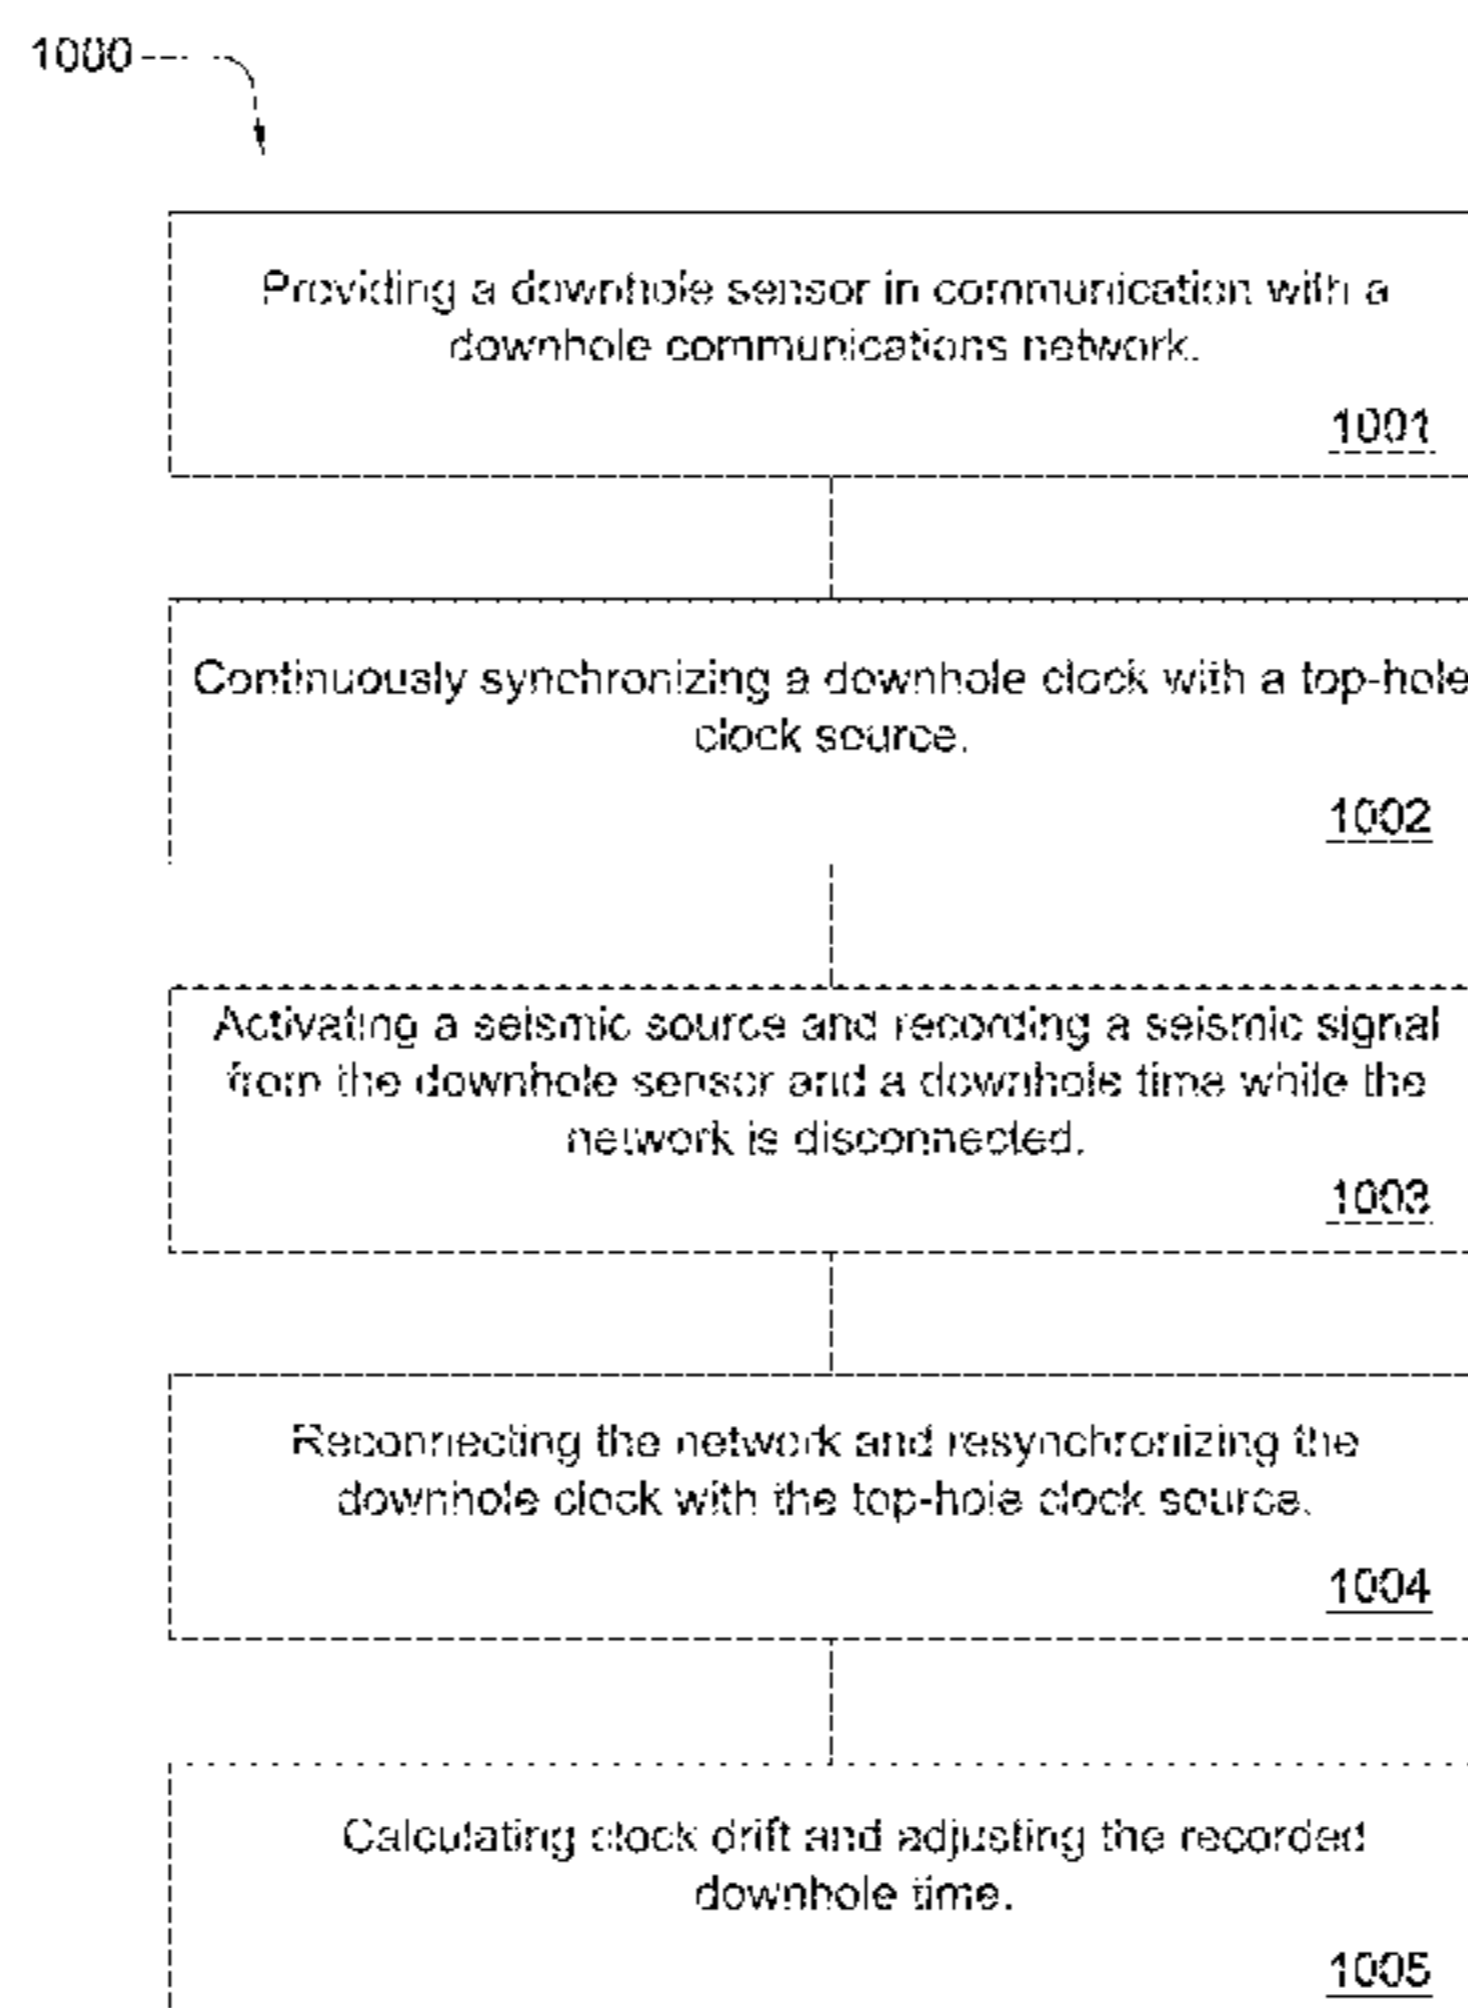 1000
Providing a downhole sensor in communication with a
downhole communications network.
1001
Continuously synchronizing a downhole clock with a top-hole
clock source.
1002
Activating a seismic source and recording a seismic signal
from the downhole sensor and a downhole time while the
network is disconnected.
1003
Reconnecting the network and resynchronizing the
downhole clock with the top-hole clock source.
1004
Calculating clock drift and adjusting the recorded
downhole time.
1005